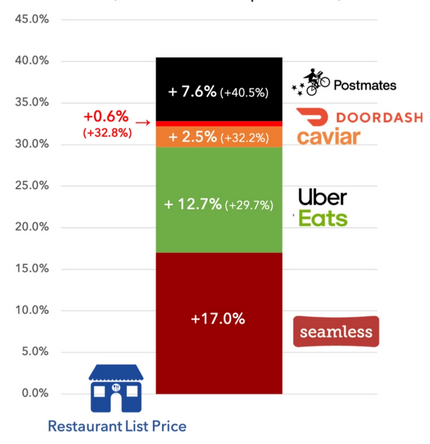 45.0%
40.0%
35.0%
30.0%
25.0%
20.0%
15.0%
10.0%
5.0%
0.0%
+ 7.6% (+40.5%)
Postmates
+0.6%
(+32.8%)
DOORDASH
+ 2.5% (+32.2%)
caviar
+ 12.7% (+29.7%)
Uber
Eats
+17.0%
seamless
Restaurant List Price